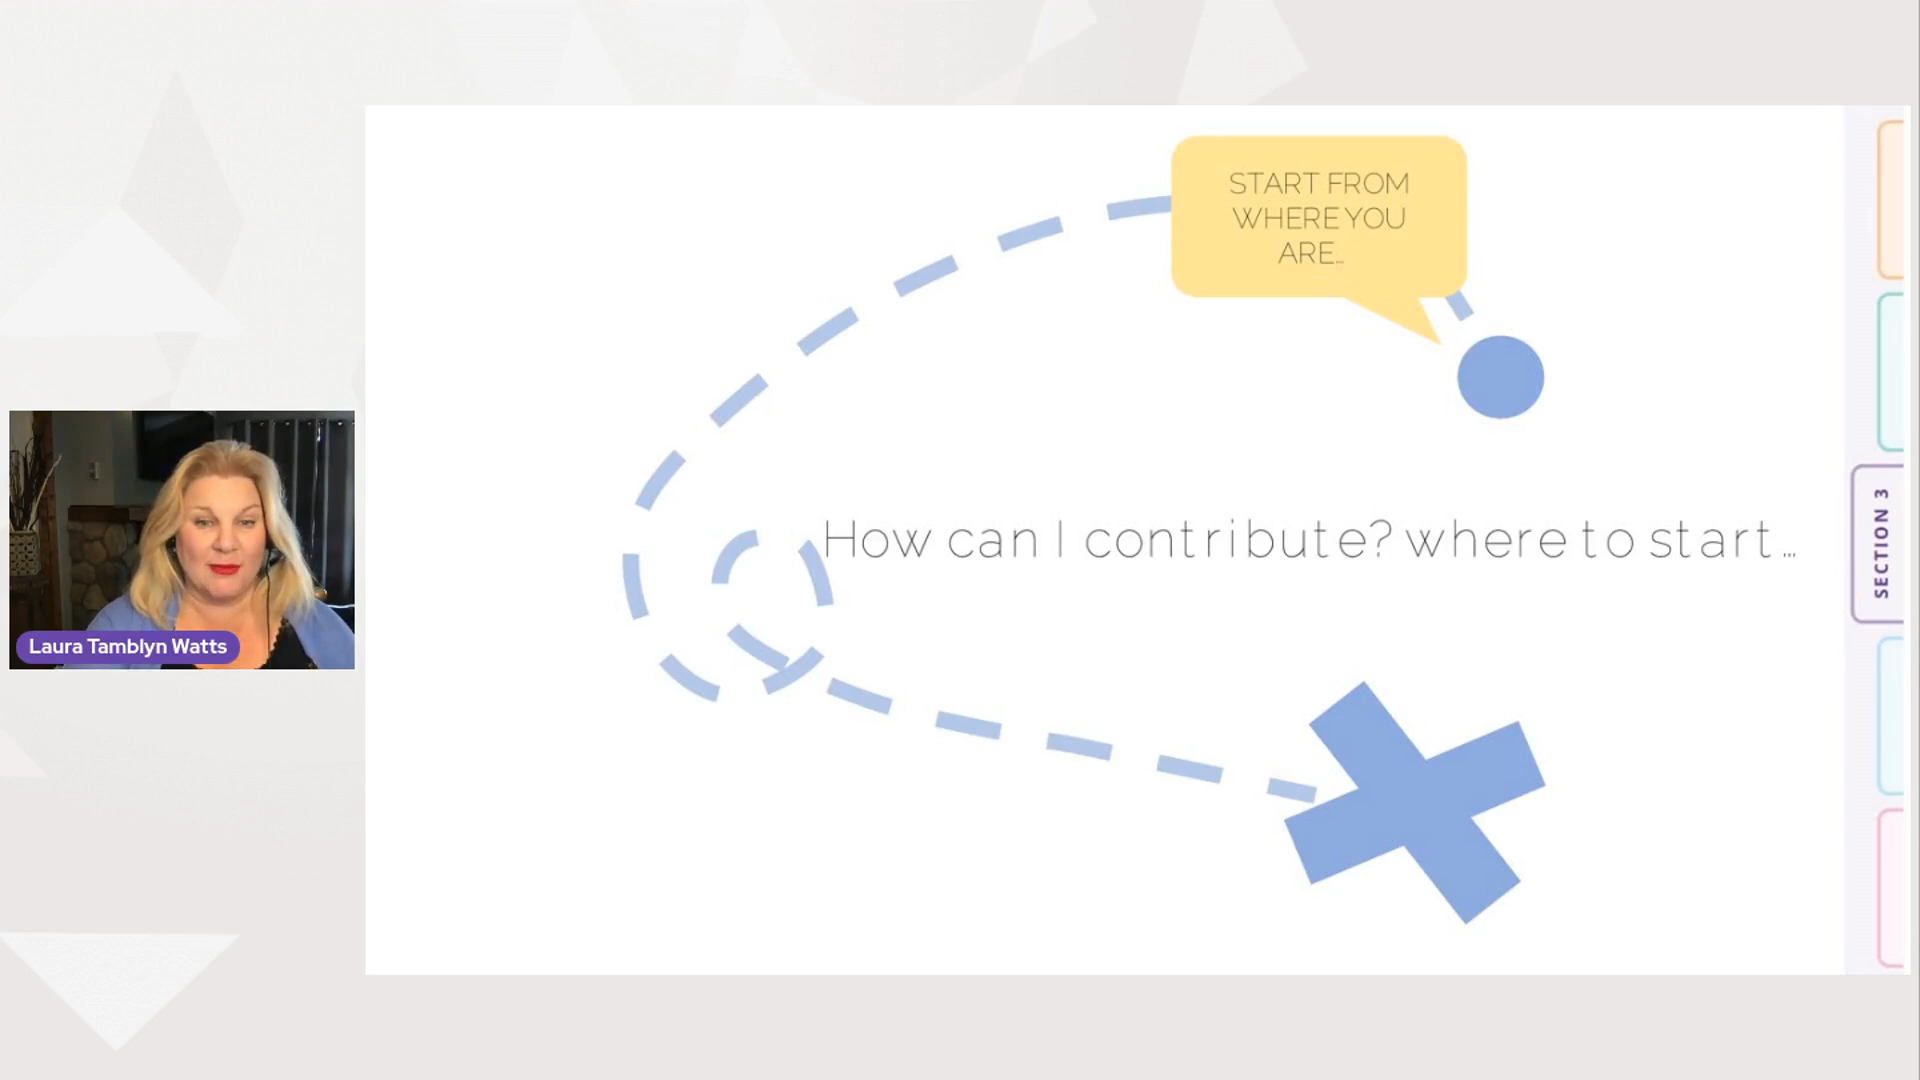 START FROM
WHERE YOU
ARE...
How can I contribute? where to start...
SECTION 3
Laura Tamblyn Watts